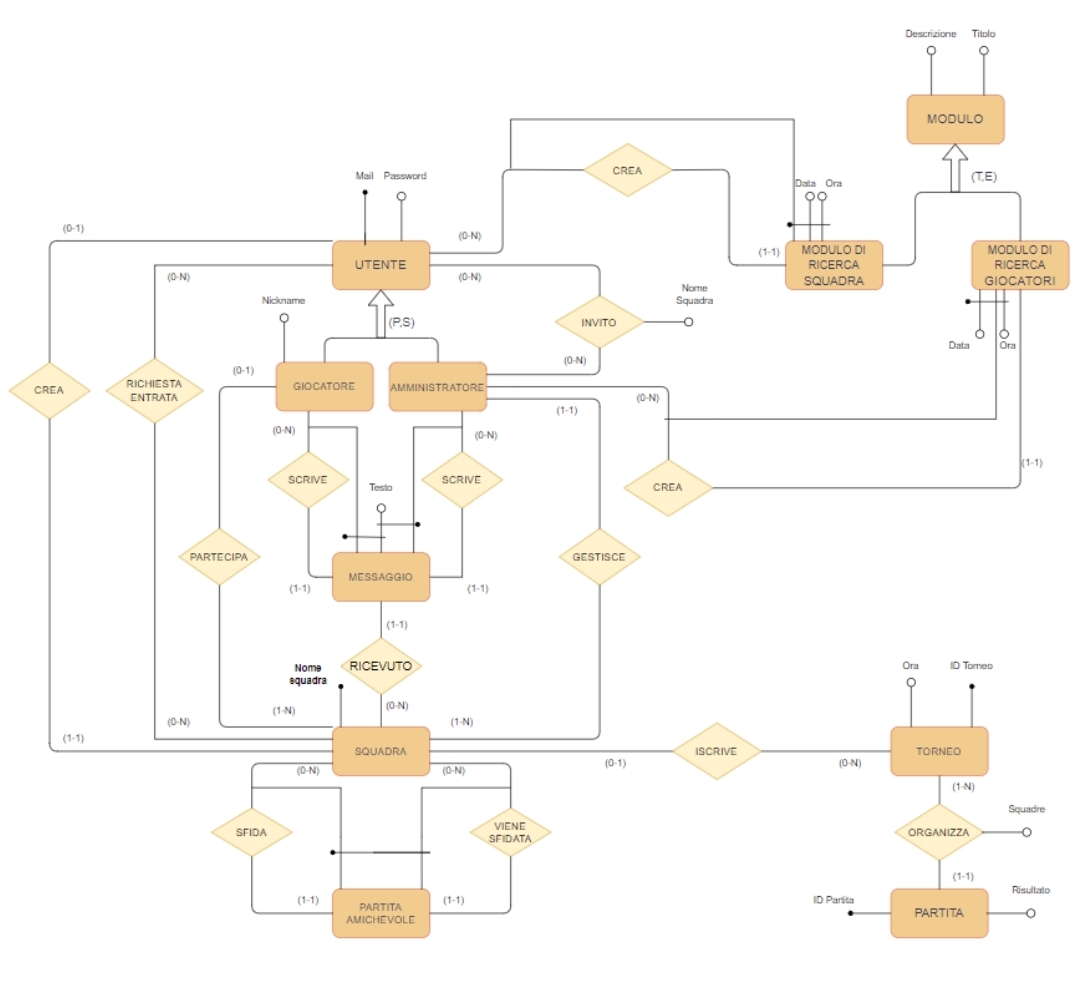 Descrizione Titolo
MODULO
(T,E)
CREA
Mail Password
Data Ora
(0-1)
(0-N)
UTENTE
(0-N)
(0-N)
(1-1)
MODULO DI
RICERCA
SQUADRA
MODULO DI
RICERCA
GIOCATORI
Nickname
(P,S)
INVITO
Nome
Squadra
Data
Ora
(0-N)
(0-1)
GIOCATORE
AMMINISTRATORE
CREA
RICHIESTA
ENTRATA
(0-N)
(1-1)
(0-N)
(0-N)
SCRIVE
SCRIVE
Testo
CREA
(1-1)
PARTECIPA
GESTISCE
MESSAGGIO
(1-1)
(1-1)
(1-1)
RICEVUTO
Nome
squadra
(0-N)
(1-N)
(0-N)
(1-N)
(1-1)
SQUADRA
ISCRIVE
Ora
ID Torneo
TORNEO
(0-N)
(0-N)
(0-1)
(0-N)
(1-N)
SFIDA
VIENE
SFIDATA
ORGANIZZA
Squadre
(1-1)
(1-1)
(1-1)
PARTITA
AMICHEVOLE
ID Partita
PARTITA
Risultato